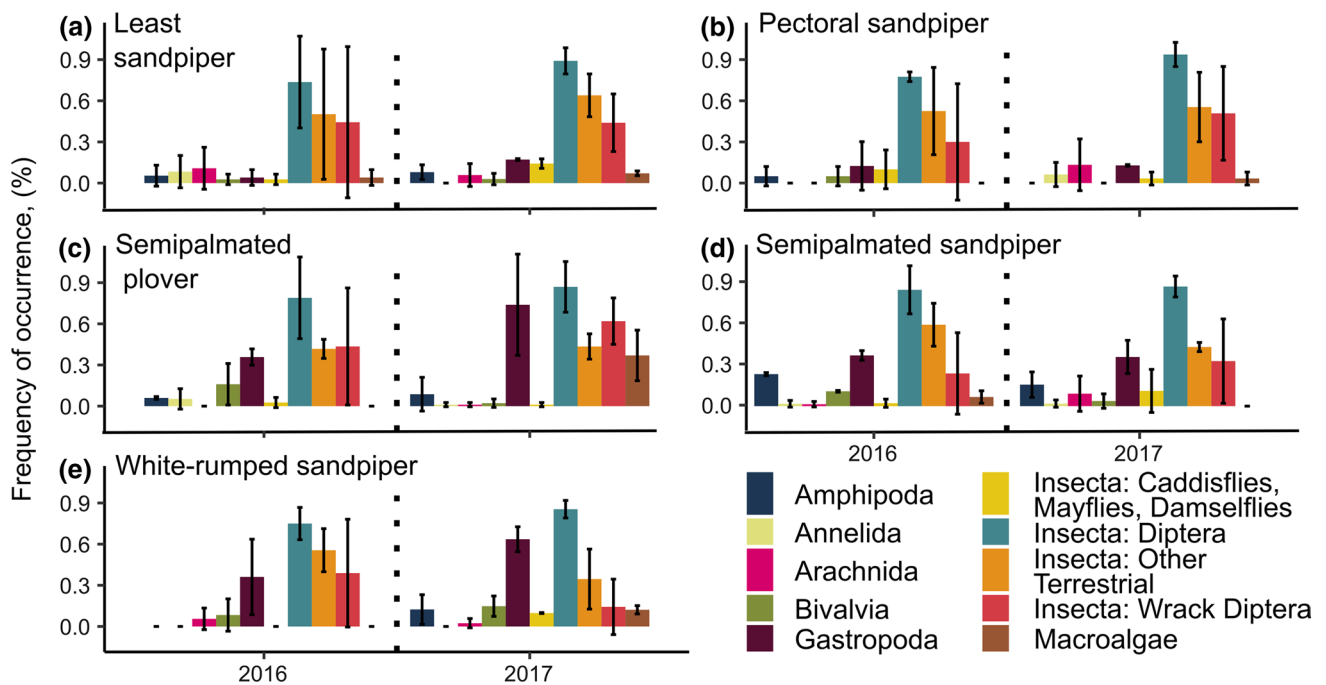 (a) Least
sandpiper
0.9
0.6
0.3
0.0
(b) Pectoral sandpiper
0.9
0.6
0.3
0.0
Frequency of occurrence, (%)
(c) Semipalmated
plover
0.9
0.6
0.3
0.0
(d) Semipalmated sandpiper
0.9
0.6
0.3
0.0
2016 2017
(e) White-rumped sandpiper
0.9
0.6
0.3
0.0
2016 2017
Amphipoda
Annelida
Arachnida
Bivalvia
Gastropoda
Insecta: Caddisflies,
Mayflies, Damselflies
Insecta: Diptera
Insecta: Other
Terrestrial
Insecta: Wrack Diptera
Macroalgae